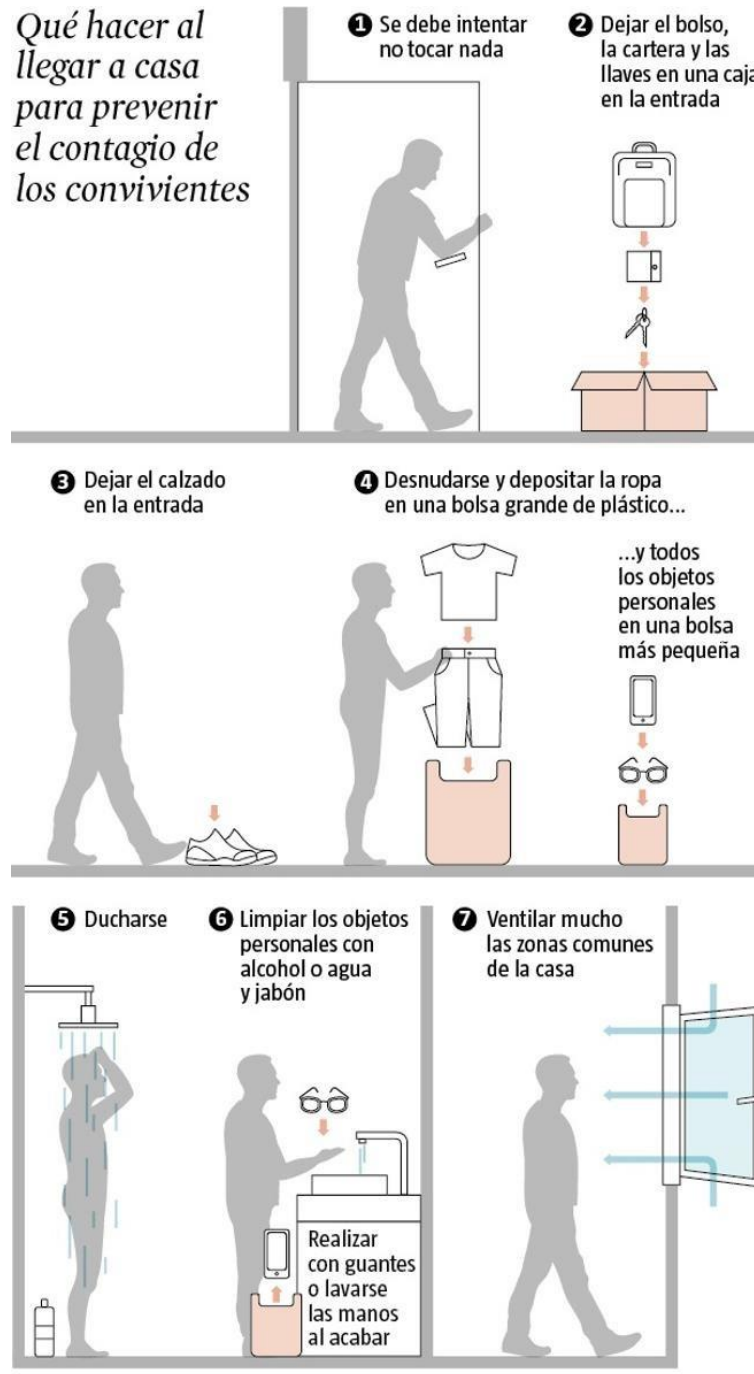 Qué hacer al
llegar a casa
para prevenir
el contagio de
los convivientes
1 Se debe intentar
no tocar nada
2 Dejar el bolso,
la cartera y las
llaves en una caja
en la entrada
3 Dejar el calzado
en la entrada
4 Desnudarse y depositar la ropa
en una bolsa grande de plástico...
...y todos
los objetos
personales
en una bolsa
más pequeña
5 Ducharse
6 Limpiar los objetos
personales con
alcohol o agua
y jabón
Realizar
con guantes
o lavarse
las manos
al acabar
7 Ventilar mucho
las zonas comunes
de la casa